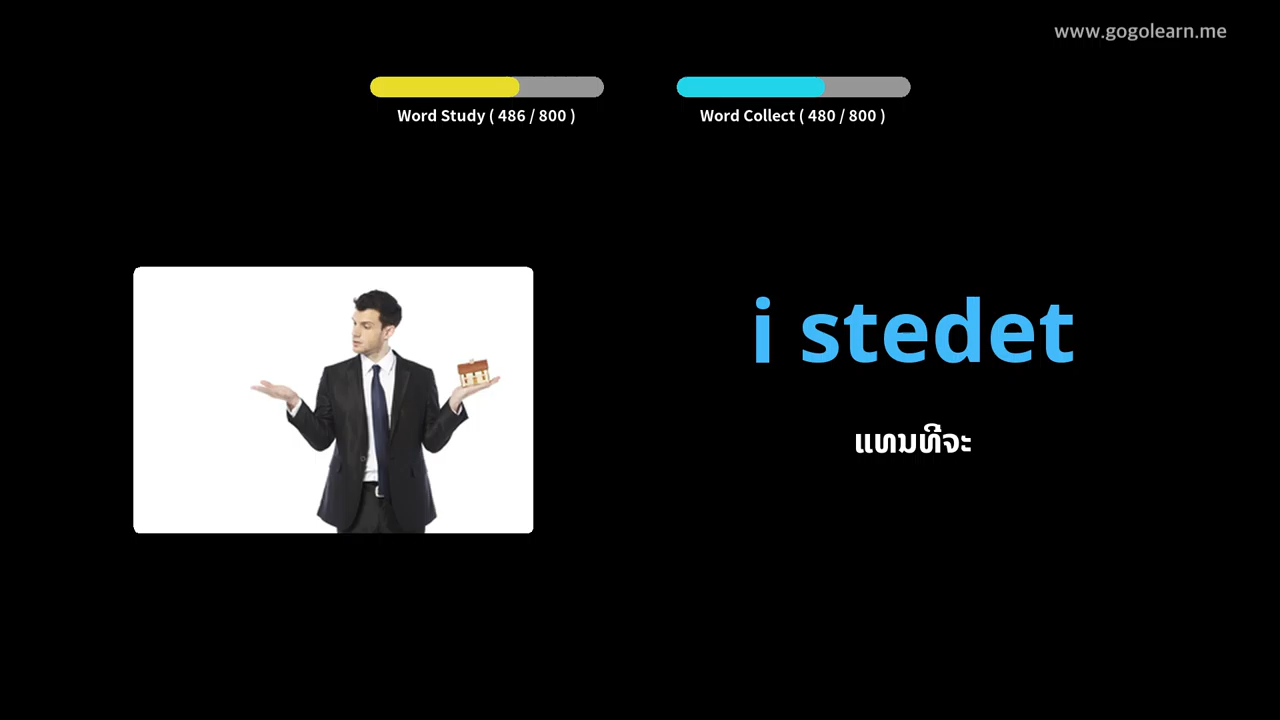 www.gogolearn.me
Word Study ( 486 / 800 )
Word Collect ( 480 / 800 )
i stedet
ແທນທີ່ຈະ